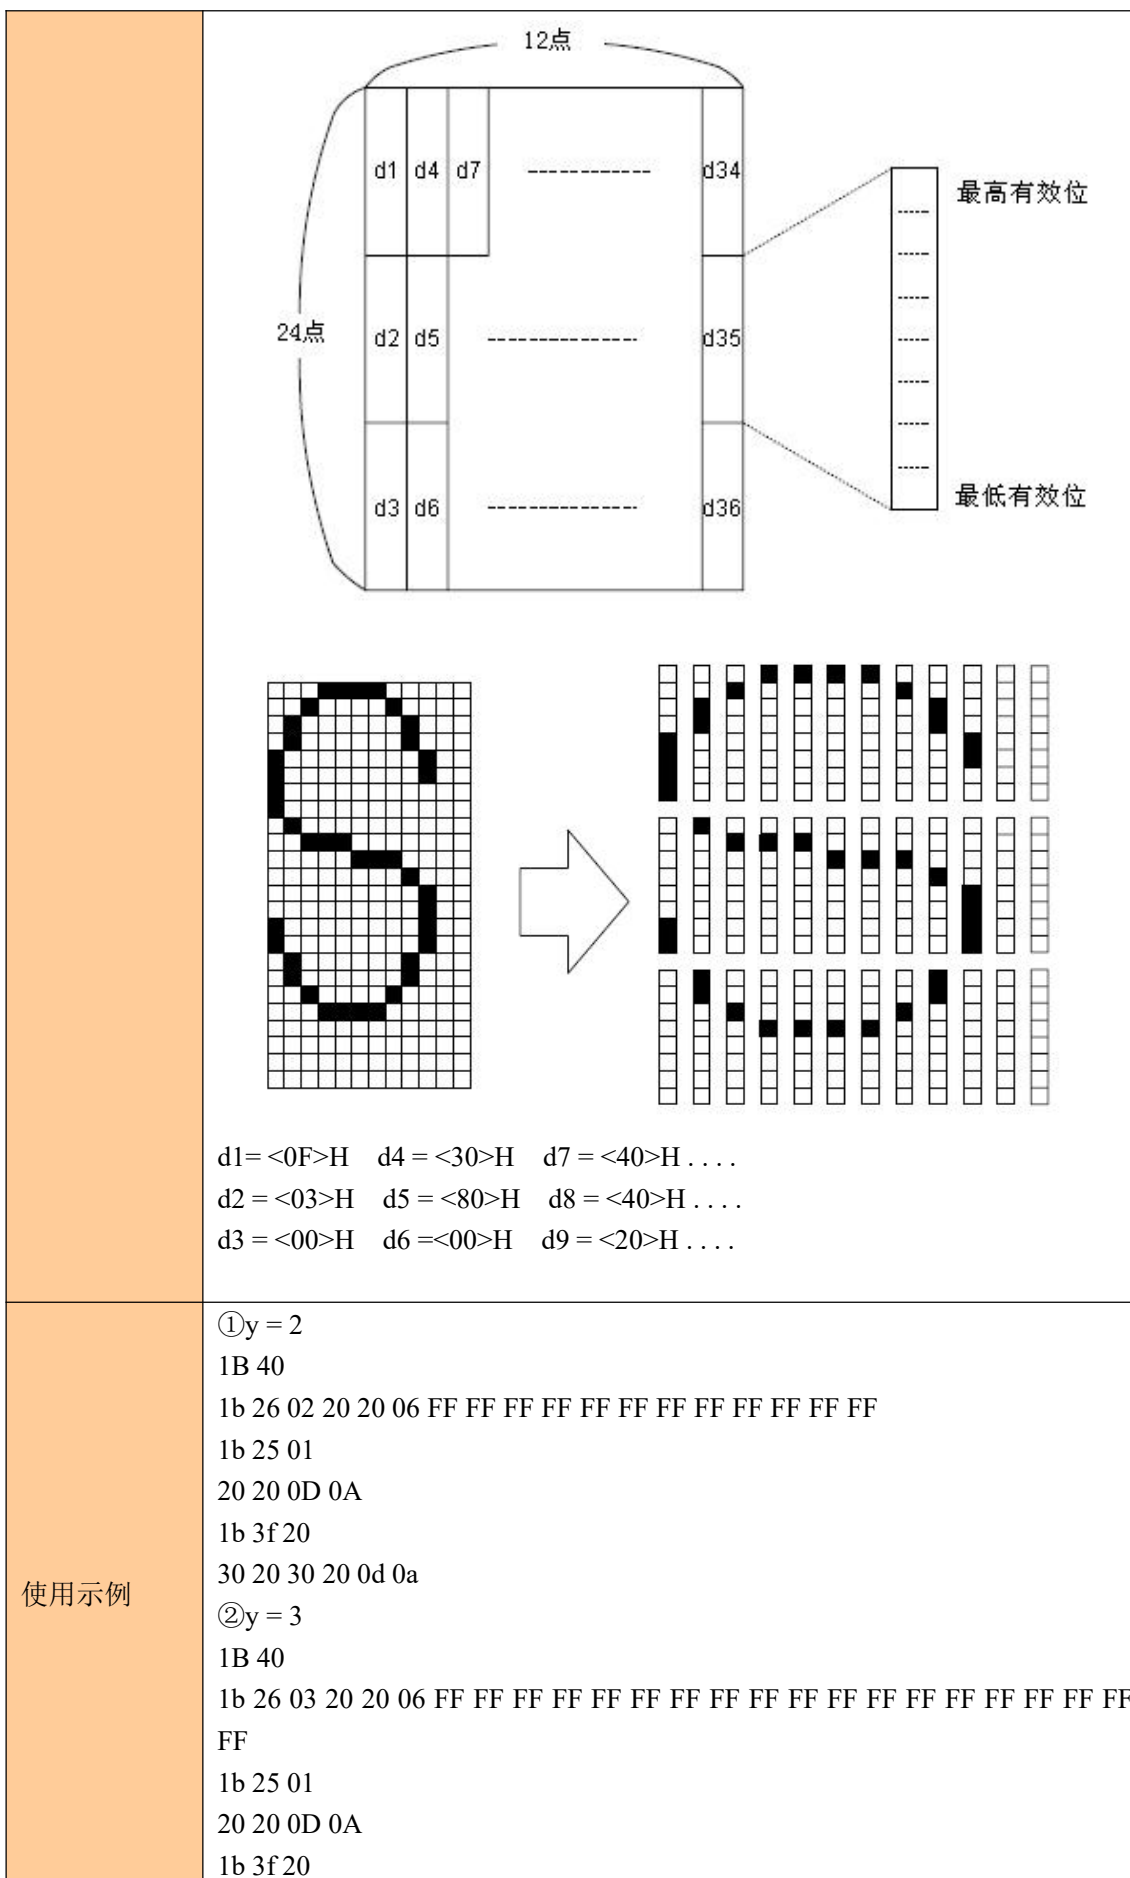 12点
d1 d4 d7 d34
最高有效位
24点
d2 d5 d35
最低有效位
d3 d6 d36
d1= <0F>H d4 = <30>H d7 = <40>H . . . .
d2 = <03>H d5 = <80>H d8 = <40>H . . . .
d3 = <00>H d6 =<00>H d9 = <20>H . . . .
使用示例
①y = 2
1B 40
1b 26 02 20 20 06 FF FF FF FF FF FF FF FF FF FF FF FF
1b 25 01
20 20 0D 0A
1b 3f 20
30 20 30 20 0d 0a
②y = 3
1B 40
1b 26 03 20 20 06 FF FF FF FF FF FF FF FF FF FF FF FF FF FF FF FF FF FF
FF
1b 25 01
20 20 0D 0A
1b 3f 20